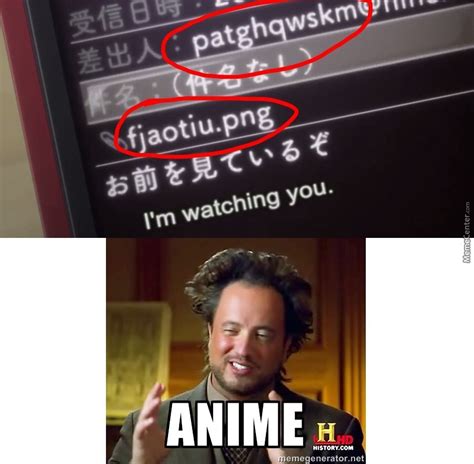 受信日時：
差出人：patghqwskm@
件名：(件名なし)
fjaotiu.png
お前を見ているぞ
I'm watching you.
MemeCenter.com
ANIME
H HD
HISTORY.COM
memegenerator.net